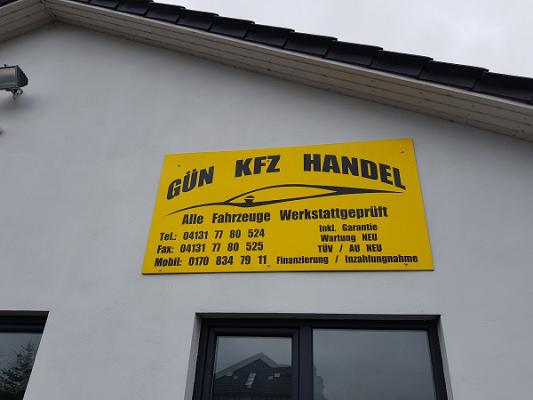 GÜN KFZ HANDEL
Alle Fahrzeuge Werkstattgeprüft
Tel.: 04131 77 80 524
Fax: 04131 77 80 525
Mobil: 0170 834 79 11
Inkl. Garantie
Wartung NEU
TÜV / AU NEU
Finanzierung / Inzahlungnahme